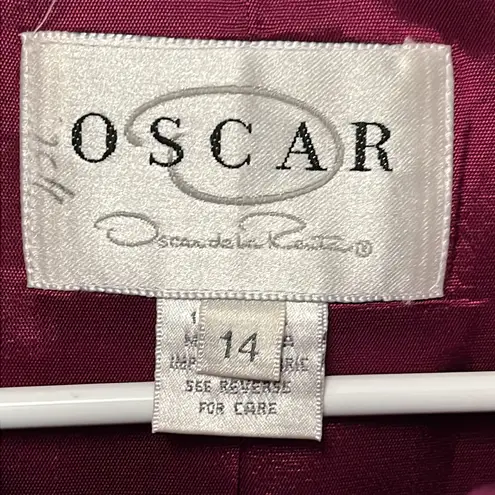 OSCAR
Oscar de la Renta ®
14
SEE REVERSE
FOR CARE